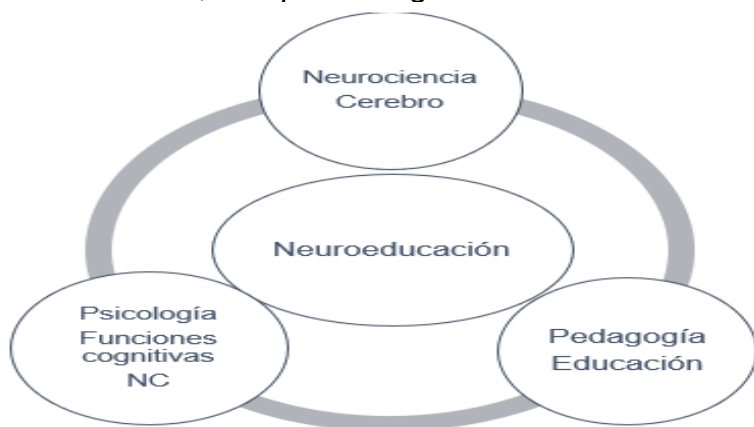 Neurociencia
Cerebro
Neuroeducación
Psicología
Funciones
cognitivas
NC
Pedagogía
Educación